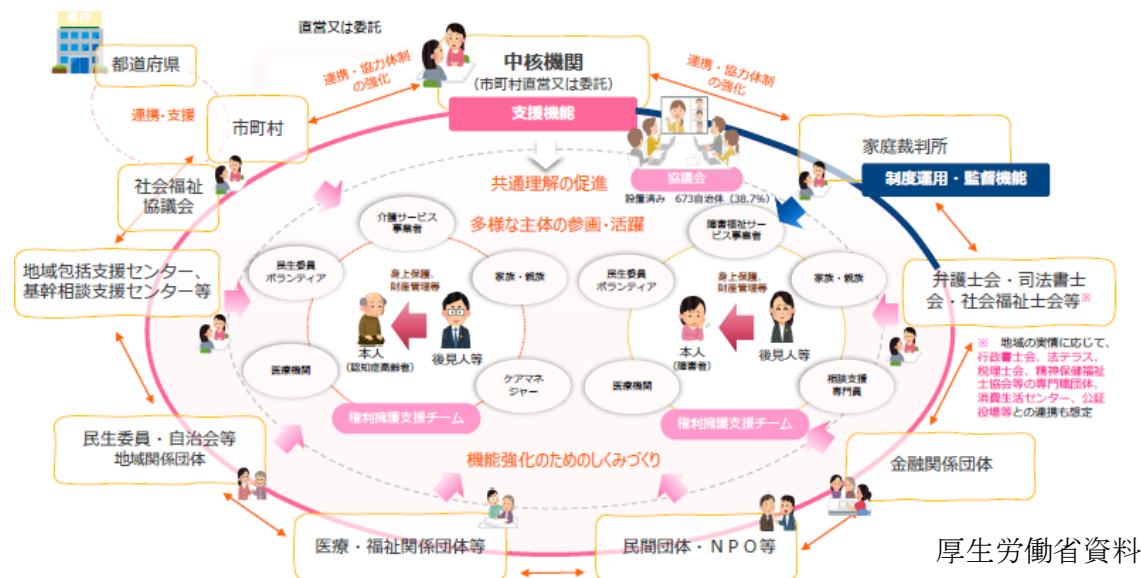 県庁
都道府県
連携・支援
市町村
直営又は委託
連携・協力体制
の強化
中核機関
(市町村直営又は委託)
支援機能
連携・協力体制
の強化
家庭裁判所
制度運用・監督機能
社会福祉
協議会
共通理解の促進
協議会
設置済み 673自治体(38.7%)
多様な主体の参画・活躍
地域包括支援センター、
基幹相談支援センター等
介護サービス
事業者
民生委員
ボランティア
家族・親族
身上保護、
財産管理等
本人
(認知症高齢者)
後見人等
医療機関
ケアマネ
ジャー
権利擁護支援チーム
障害福祉サー
ビス事業者
民生委員
ボランティア
家族・親族
身上保護、
財産管理等
本人
(障害者)
後見人等
医療機関
相談支援
専門員
権利擁護支援チーム
弁護士会・司法書士
会・社会福祉士会等※
※ 地域の実情に応じて、
行政書士会、法テラス、
税理士会、精神保健福祉
士協会等の専門職団体、
消費生活センター、公証
役場等との連携も想定
民生委員・自治会等
地域関係団体
機能強化のためのしくみづくり
金融関係団体
医療・福祉関係団体等
民間団体・NPO等
厚生労働省資料